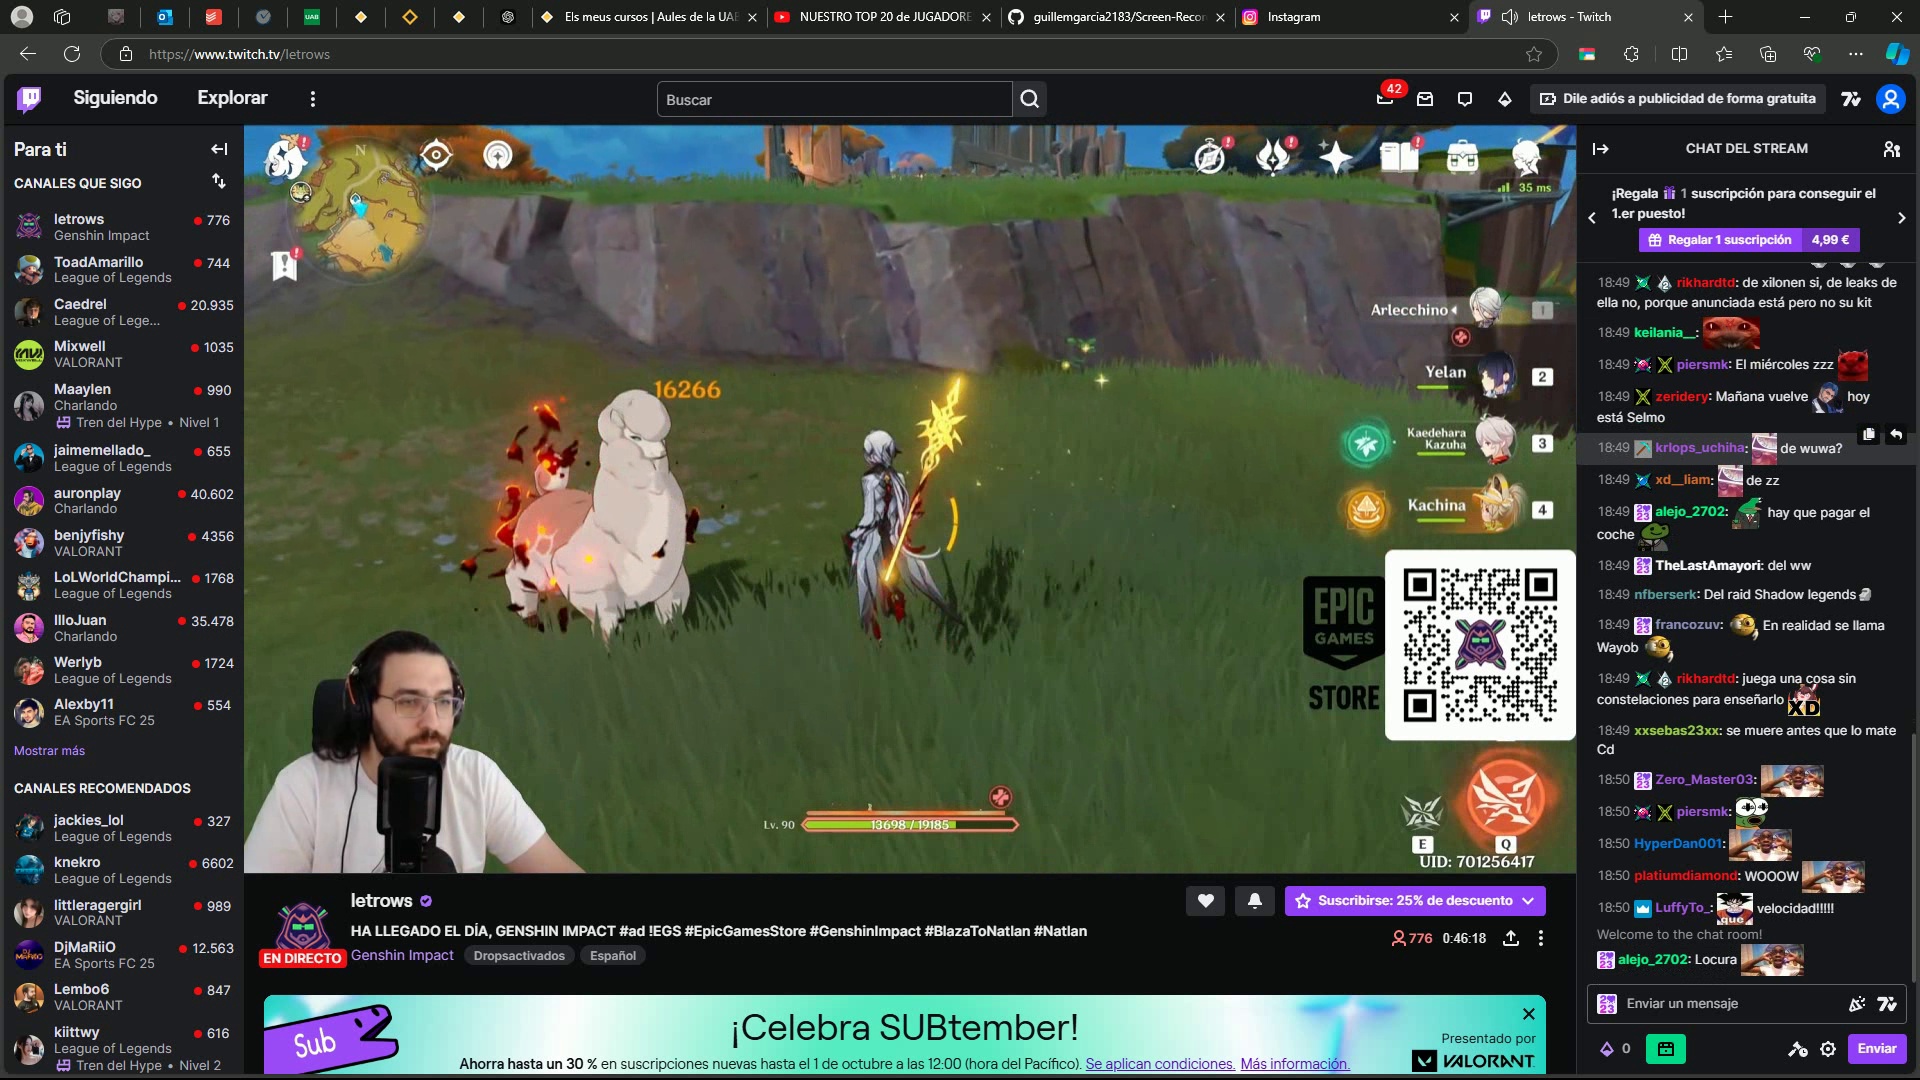 Els meus cursos | Aules de la UAB
NUESTRO TOP 20 de JUGADORE
guillemgarcia2183/Screen-Recor
Instagram
letrows - Twitch
https://www.twitch.tv/letrows
Siguiendo
Explorar
Buscar
42
Dile adiós a publicidad de forma gratuita
Para ti
CANALES QUE SIGO
letrows
776
Genshin Impact
ToadAmarillo
744
League of Legends
Caedrel
20.935
League of Lege...
Mixwell
1035
VALORANT
Maaylen
990
Charlando
Tren del Hype • Nivel 1
jaimemellado_
655
League of Legends
auronplay
40.602
Charlando
benjyfishy
4356
VALORANT
LoLWorldChampi...
1768
League of Legends
IlloJuan
35.478
Charlando
Werlyb
1724
League of Legends
Alexby11
554
EA Sports FC 25
Mostrar más
CANALES RECOMENDADOS
jackies_lol
327
League of Legends
knekro
6602
League of Legends
littleragergirl
989
VALORANT
DjMaRiiO
12.563
EA Sports FC 25
Lembo6
847
VALORANT
kiittwy
616
League of Legends
Tren del Hype • Nivel 2
N
35 ms
16266
Arlecchino
1
Yelan
2
Kaedehara
Kazuha
3
Kachina
4
EPIC
GAMES
STORE
Lv. 90
13698 / 19185
E
Q
UID: 701256417
letrows
EN DIRECTO
HA LLEGADO EL DÍA, GENSHIN IMPACT #ad !EGS #EpicGamesStore #GenshinImpact #BlazaToNatlan #Natlan
Genshin Impact
Dropsactivados
Español
Suscribirse: 25% de descuento
776
0:46:18
Sub
¡Celebra SUBtember!
Ahorra hasta un 30 % en suscripciones nuevas hasta el 1 de octubre a las 12:00 (hora del Pacífico). Se aplican condiciones. Más información.
Presentado por
VALORANT
CHAT DEL STREAM
¡Regala 1 suscripción para conseguir el
1.er puesto!
Regalar 1 suscripción
4,99 €
18:49 rikhardtd: de xilonen si, de leaks de
ella no, porque anunciada está pero no su kit
18:49 keilania__:
18:49 piersmk: El miércoles zzz
18:49 zeridery: Mañana vuelve hoy
está Selmo
18:49 krlops_uchiha: de wuwa?
18:49 xd__liam: de zz
18:49 alejo_2702: hay que pagar el
coche
18:49 TheLastAmayori: del ww
18:49 nfberserk: Del raid Shadow legends
18:49 francozuv: En realidad se llama
Wayob
18:49 rikhardtd: juega una cosa sin
constelaciones para enseñarlo XD
18:49 xxsebas23xx: se muere antes que lo mate
Cd
18:50 Zero_Master03:
18:50 piersmk:
18:50 HyperDan001:
18:50 platiumdiamond: WOOOW
18:50 LuffyTo_: que velocidad!!!!!
Welcome to the chat room!
alejo_2702: Locura
Enviar un mensaje
0
Enviar